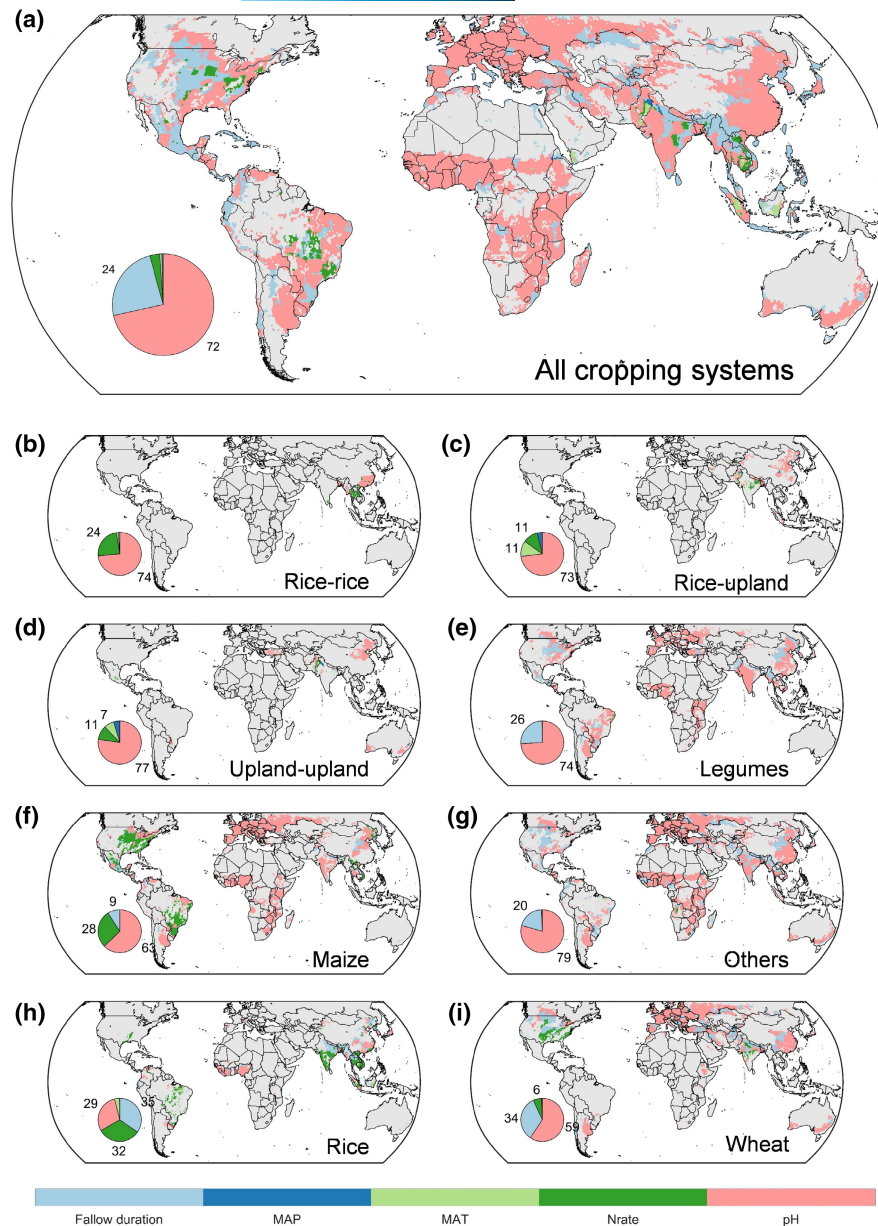 (a)
24
72
All cropping systems
(b)
24
74
Rice-rice
(c)
11
11
73
Rice-upland
(d)
7
11
77
Upland-upland
(e)
26
74
Legumes
(f)
9
28
63
Maize
(g)
20
79
Others
(h)
35
29
32
Rice
(i)
6
34
59
Wheat
Fallow duration
MAP
MAT
Nrate
pH